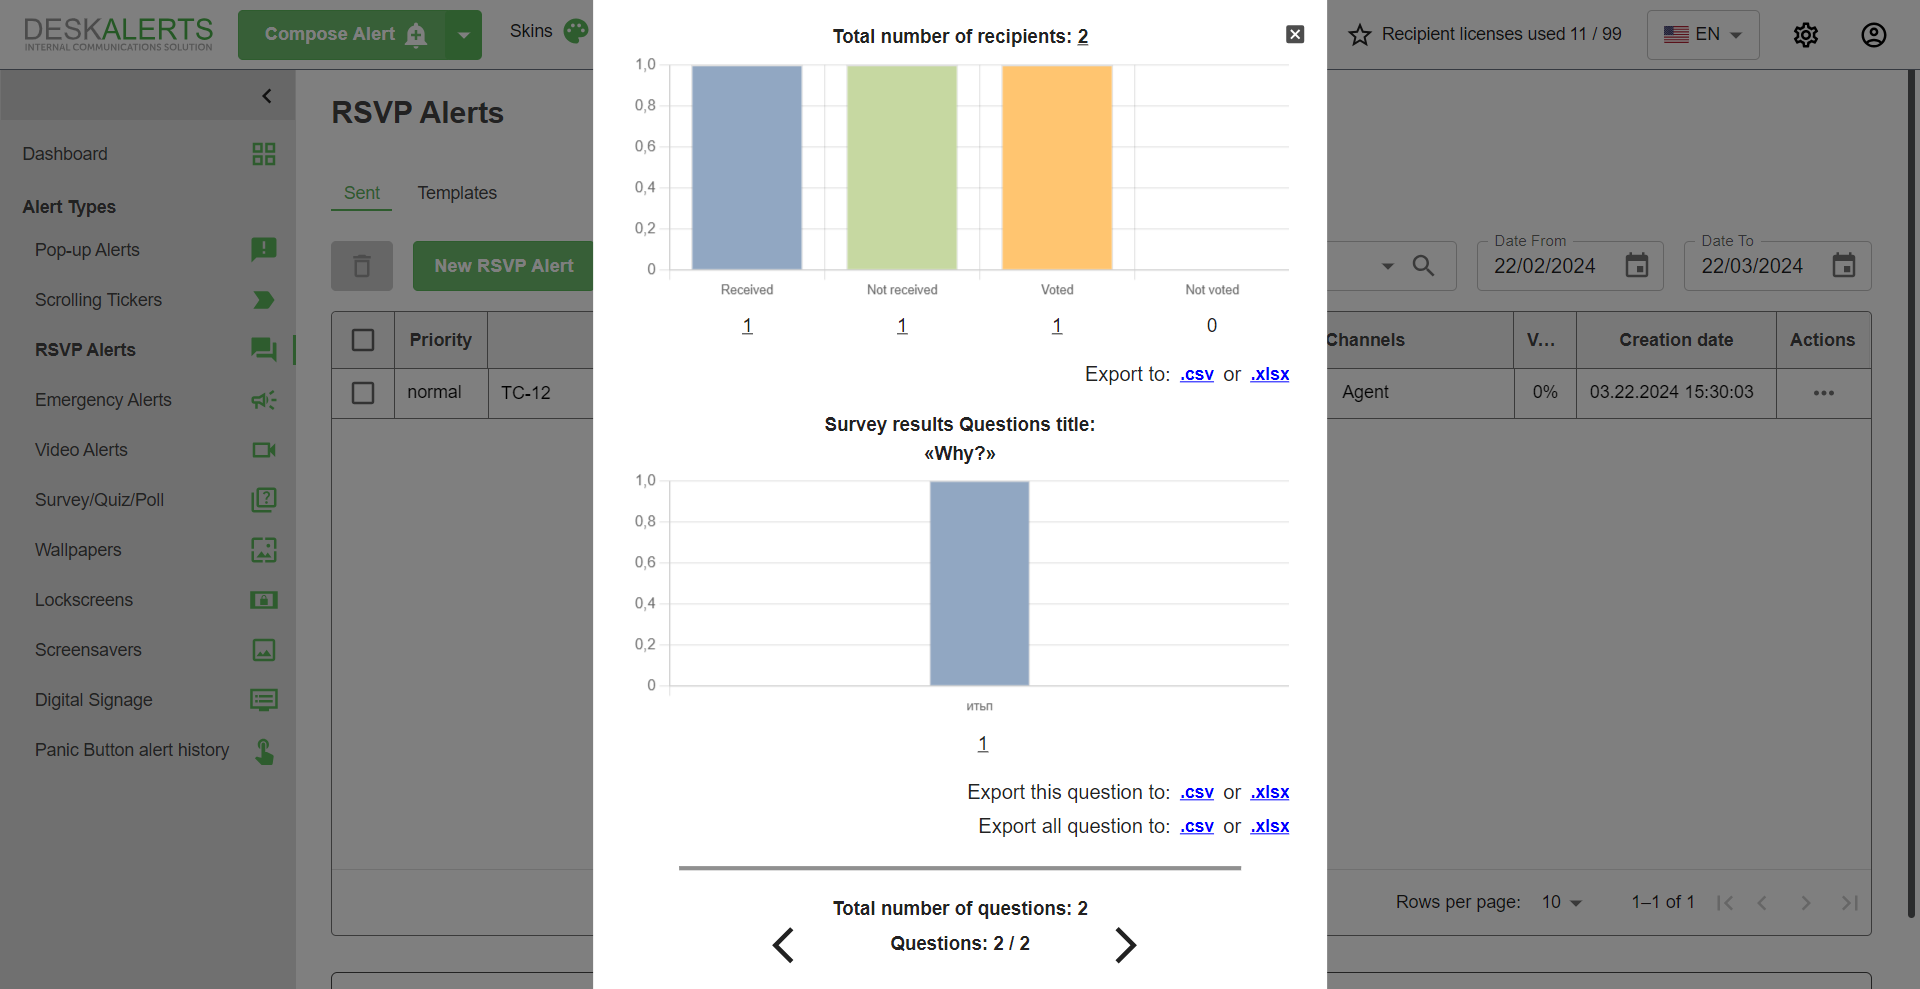 DESKALERTS
INTERNAL COMMUNICATIONS SOLUTION
Compose Alert
Skins
Recipient licenses used 11 / 99
EN
Dashboard
Alert Types
Pop-up Alerts
Scrolling Tickers
RSVP Alerts
Emergency Alerts
Video Alerts
Survey/Quiz/Poll
Wallpapers
Lockscreens
Screensavers
Digital Signage
Panic Button alert history
RSVP Alerts
Sent Templates
New RSVP Alert
Date From
22/02/2024
Date To
22/03/2024
Priority Channels V... Creation date Actions
normal TC-12 Agent 0% 03.22.2024 15:30:03
Rows per page: 10 1–1 of 1
Total number of recipients: 2
1,0
0,8
0,6
0,4
0,2
0
Received Not received Voted Not voted
1 1 1 0
Export to: .csv or .xlsx
Survey results Questions title:
«Why?»
1,0
0,8
0,6
0,4
0,2
0
итьп
1
Export this question to: .csv or .xlsx
Export all question to: .csv or .xlsx
Total number of questions: 2
Questions: 2 / 2